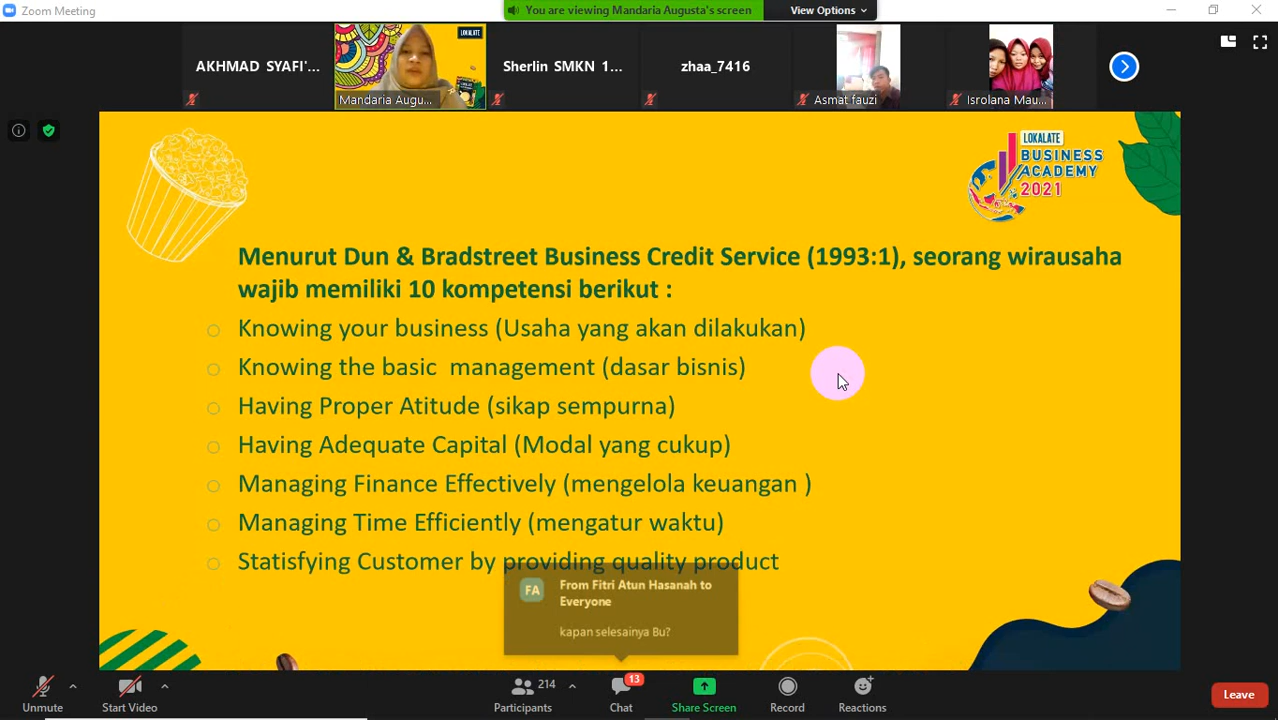 Zoom Meeting
You are viewing Mandaria Augusta's screen
View Options
AKHMAD SYAFI'...
LOKALATE
Mandaria Augu...
Sherlin SMKN 1...
zhaa_7416
Asmat fauzi
Isrolana Mau...
LOKALATE
BUSINESS
ACADEMY
2021
Menurut Dun & Bradstreet Business Credit Service (1993:1), seorang wirausaha
wajib memiliki 10 kompetensi berikut :
Knowing your business (Usaha yang akan dilakukan)
Knowing the basic management (dasar bisnis)
Having Proper Atitude (sikap sempurna)
Having Adequate Capital (Modal yang cukup)
Managing Finance Effectively (mengelola keuangan )
Managing Time Efficiently (mengatur waktu)
Statisfying Customer by providing quality product
FA
From Fitri Atun Hasanah to
Everyone
kapan selesainya Bu?
Unmute
Start Video
214
Participants
13
Chat
Share Screen
Record
Reactions
Leave